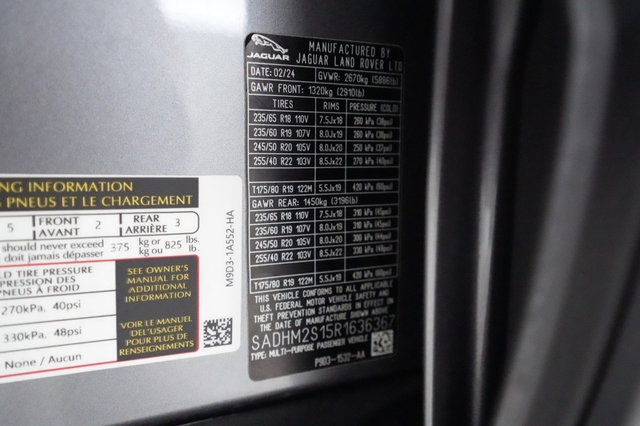 JAGUAR
MANUFACTURED BY
JAGUAR LAND ROVER LTD
DATE: 02/24 GVWR: 2670kg (5886lb)
GAWR FRONT: 1320kg (2910lb)
TIRES RIMS PRESSURE (COLD)
235/65 R18 110V 7.5Jx18 260 kPa (38psi)
235/60 R19 107V 8.0Jx19 260 kPa (38psi)
245/50 R20 105V 8.0Jx20 250 kPa (37psi)
255/40 R22 103V 8.5Jx22 270 kPa (40psi)
T175/80 R19 122M 5.5Jx19 420 kPa (60psi)
GAWR REAR: 1450kg (3196lb)
235/65 R18 110V 7.5Jx18 310 kPa (45psi)
235/60 R19 107V 8.0Jx19 310 kPa (45psi)
245/50 R20 105V 8.0Jx20 300 kPa (44psi)
255/40 R22 103V 8.5Jx22 330 kPa (48psi)
T175/80 R19 122M 5.5Jx19 420 kPa (60psi)
THIS VEHICLE CONFORMS TO ALL APPLICABLE
U.S. FEDERAL MOTOR VEHICLE SAFETY AND
THEFT PREVENTION STANDARDS IN EFFECT ON
THE DATE OF MANUFACTURE SHOWN ABOVE.
SADHM2S15R1636367
TYPE: MULTI-PURPOSE PASSENGER VEHICLE
P9D3-1532-AA
NG INFORMATION
PNEUS ET LE CHARGEMENT
5 FRONT AVANT 2 REAR ARRIÈRE 3
should never exceed 375 kg or 825 lbs.
t jamais dépasser kg ou lb.
D TIRE PRESSURE
PRESSION DES
PNEUS À FROID
270kPa, 40psi
330kPa, 48psi
None / Aucun
SEE OWNER'S
MANUAL FOR
ADDITIONAL
INFORMATION
VOIR LE MANUEL
DE L'USAGER
POUR PLUS DE
RENSEIGNEMENTS
M9D3-1A552-HA